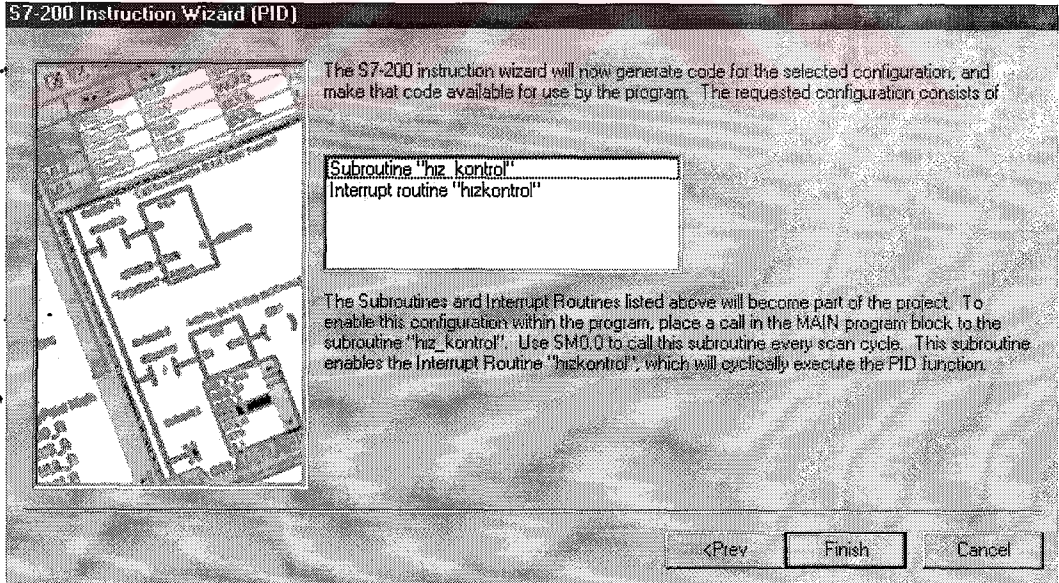 S7-200 Instruction Wizard (PID)
The S7-200 instruction wizard will now generate code for the selected configuration, and
make that code available for use by the program. The requested configuration consists of
Subroutine "hız_kontrol"
Interrupt routine "hızkontrol"
The Subroutines and Interrupt Routines listed above will become part of the project. To
enable this configuration within the program, place a call in the MAIN program block to the
subroutine "hız_kontrol". Use SM0.0 to call this subroutine every scan cycle. This subroutine
enables the Interrupt Routine "hızkontrol", which will cyclically execute the PID function.
<Prev
Finish
Cancel